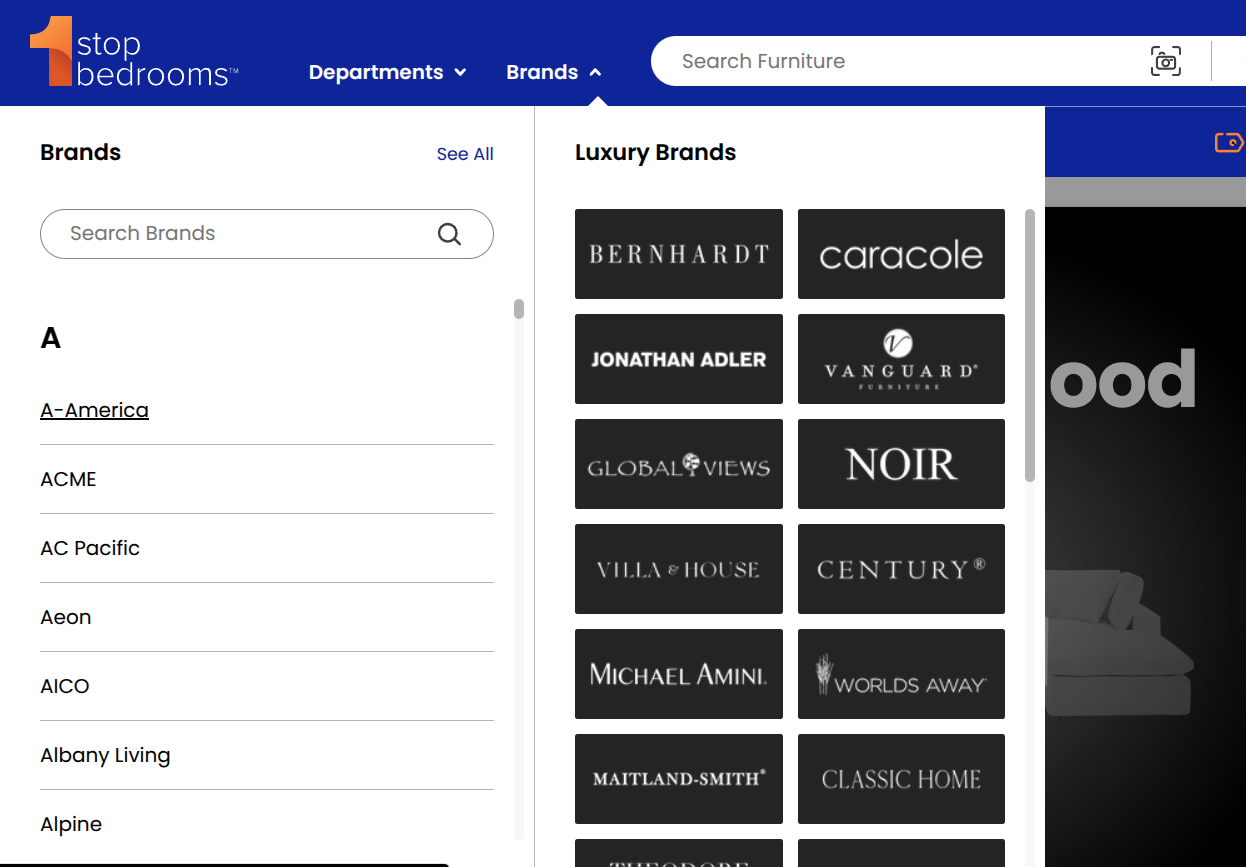 1 stop
bedrooms™
Departments
Brands
Search Furniture
Brands
See All
Search Brands
A
A-America
ACME
AC Pacific
Aeon
AICO
Albany Living
Alpine
Luxury Brands
BERNHARDT
caracole
JONATHAN ADLER
V
VANGUARD®
FURNITURE
GLOBAL VIEWS
NOIR
VILLA & HOUSE
CENTURY®
MICHAEL AMINI
WORLDS AWAY
MAITLAND-SMITH®
CLASSIC HOME
THEODORE
ood